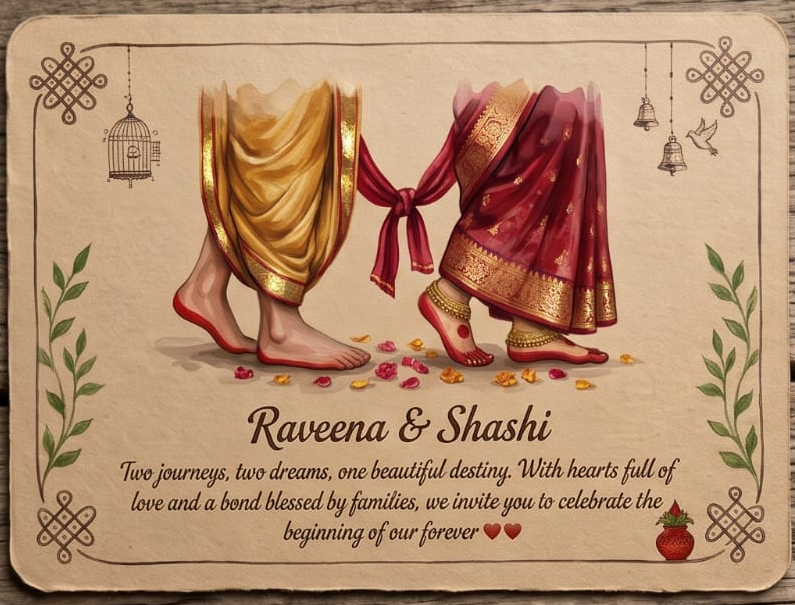 Raveena & Shashi
Two journeys, two dreams, one beautiful destiny. With hearts full of
love and a bond blessed by families, we invite you to celebrate the
beginning of our forever ❤️❤️